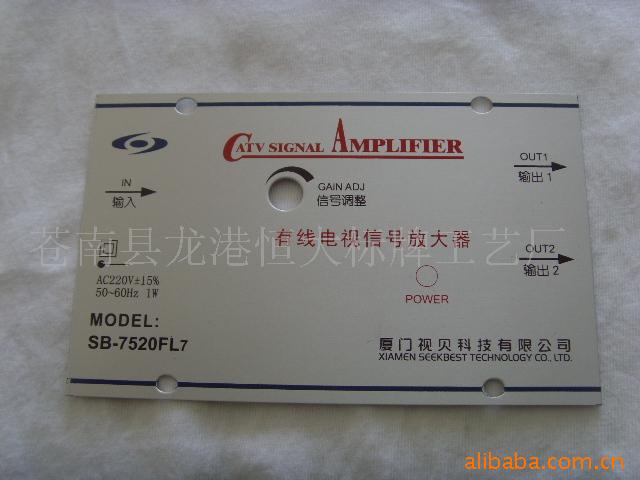 CATV SIGNAL AMPLIFIER
IN
输入
GAIN ADJ
信号调整
OUT1
输出 1
有线电视信号放大器
苍南县龙港恒大标牌工艺厂
OUT2
输出 2
AC220V±15%
50~60Hz 1W
POWER
MODEL:
SB-7520FL7
厦门视贝科技有限公司
XIAMEN SEEKBEST TECHNOLOGY CO., LTD.
alibaba.com.cn